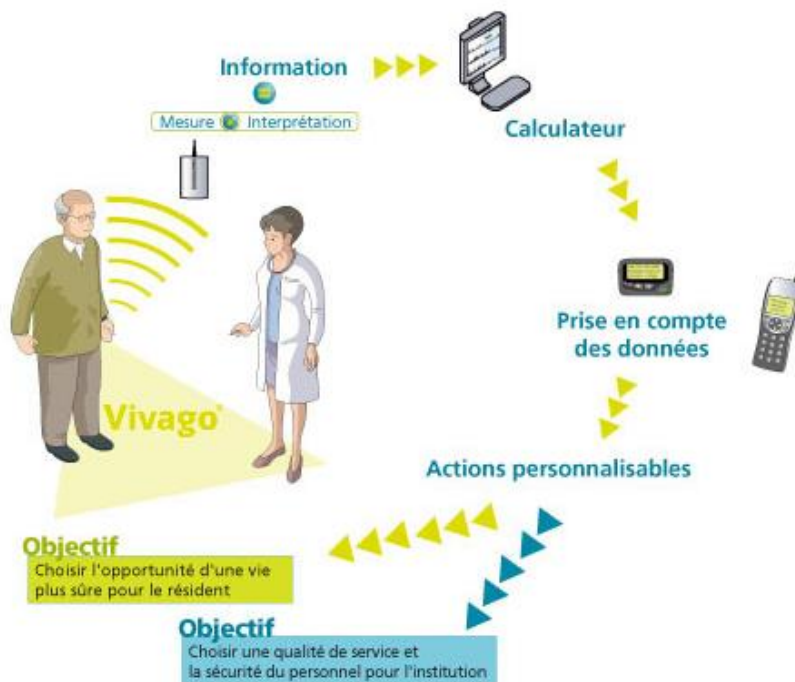 Information
Mesure Interprétation
Calculateur
Prise en compte
des données
Vivago®
Actions personnalisables
Objectif
Choisir l'opportunité d'une vie
plus sûre pour le résident
Objectif
Choisir une qualité de service et
la sécurité du personnel pour l'institution